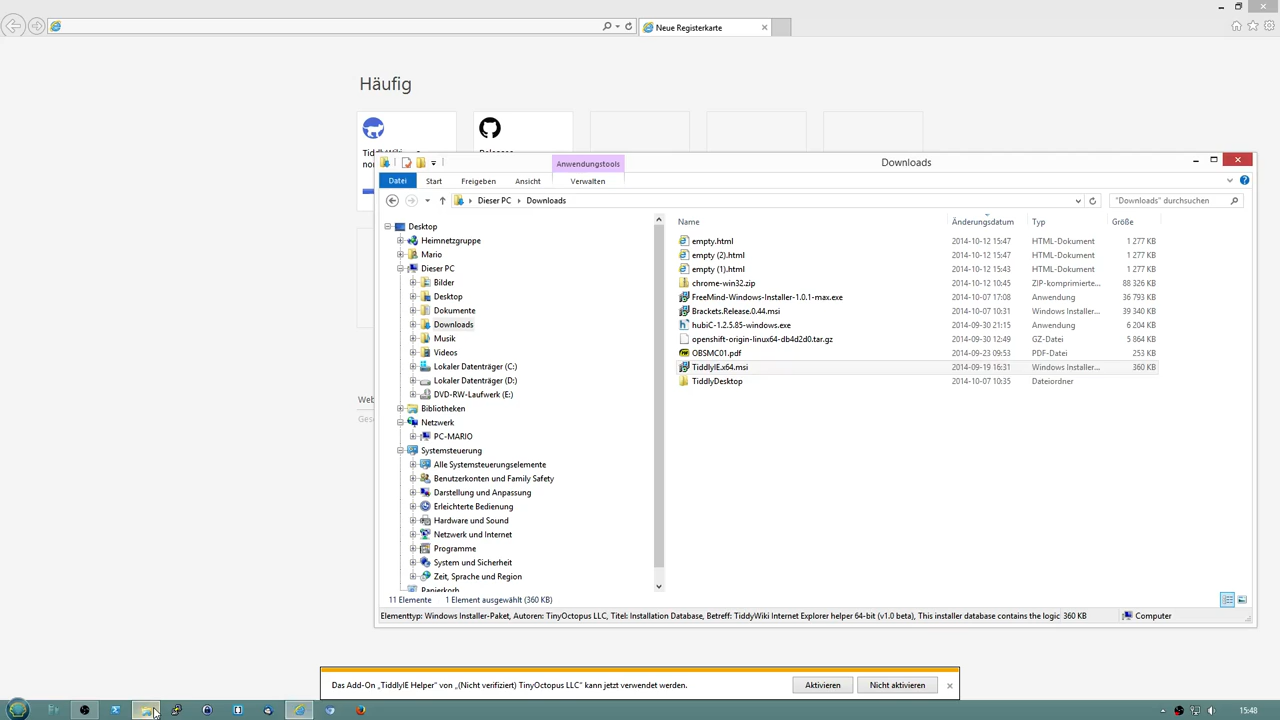 Neue Registerkarte
Häufig
Downloads
Anwendungstools
Datei
Start
Freigeben
Ansicht
Verwalten
Dieser PC
Downloads
"Downloads" durchsuchen
Desktop
Heimnetzgruppe
Mario
Dieser PC
Bilder
Desktop
Dokumente
Downloads
Musik
Videos
Lokaler Datenträger (C:)
Lokaler Datenträger (D:)
DVD-RW-Laufwerk (E:)
Bibliotheken
Netzwerk
PC-MARIO
Systemsteuerung
Alle Systemsteuerungselemente
Benutzerkonten und Family Safety
Darstellung und Anpassung
Erleichterte Bedienung
Hardware und Sound
Netzwerk und Internet
Programme
System und Sicherheit
Zeit, Sprache und Region
Name Änderungsdatum Typ Größe
empty.html 2014-10-12 15:47 HTML-Dokument 1 277 KB
empty (2).html 2014-10-12 15:47 HTML-Dokument 1 277 KB
empty (1).html 2014-10-12 15:43 HTML-Dokument 1 277 KB
chrome-win32.zip 2014-10-12 10:45 ZIP-komprimierte... 88 326 KB
FreeMind-Windows-Installer-1.0.1-max.exe 2014-10-07 17:08 Anwendung 36 793 KB
Brackets.Release.0.44.msi 2014-10-07 10:31 Windows Installer... 39 340 KB
hubiC-1.2.5.85-windows.exe 2014-09-30 21:15 Anwendung 6 204 KB
openshift-origin-linux64-db4d2d0.tar.gz 2014-09-30 12:49 GZ-Datei 5 864 KB
OBSMC01.pdf 2014-09-23 09:53 PDF-Datei 253 KB
TiddlyIE.x64.msi 2014-09-19 16:31 Windows Installer... 360 KB
TiddlyDesktop 2014-10-07 10:35 Dateiordner
11 Elemente 1 Element ausgewählt (360 KB)
Elementtyp: Windows Installer-Paket, Autoren: TinyOctopus LLC, Titel: Installation Database, Betreff: TiddyWiki Internet Explorer helper 64-bit (v1.0 beta), This installer database contains the logic 360 KB Computer
Das Add-On „TiddlyIE Helper" von „(Nicht verifiziert) TinyOctopus LLC" kann jetzt verwendet werden.
Aktivieren
Nicht aktivieren
15:48